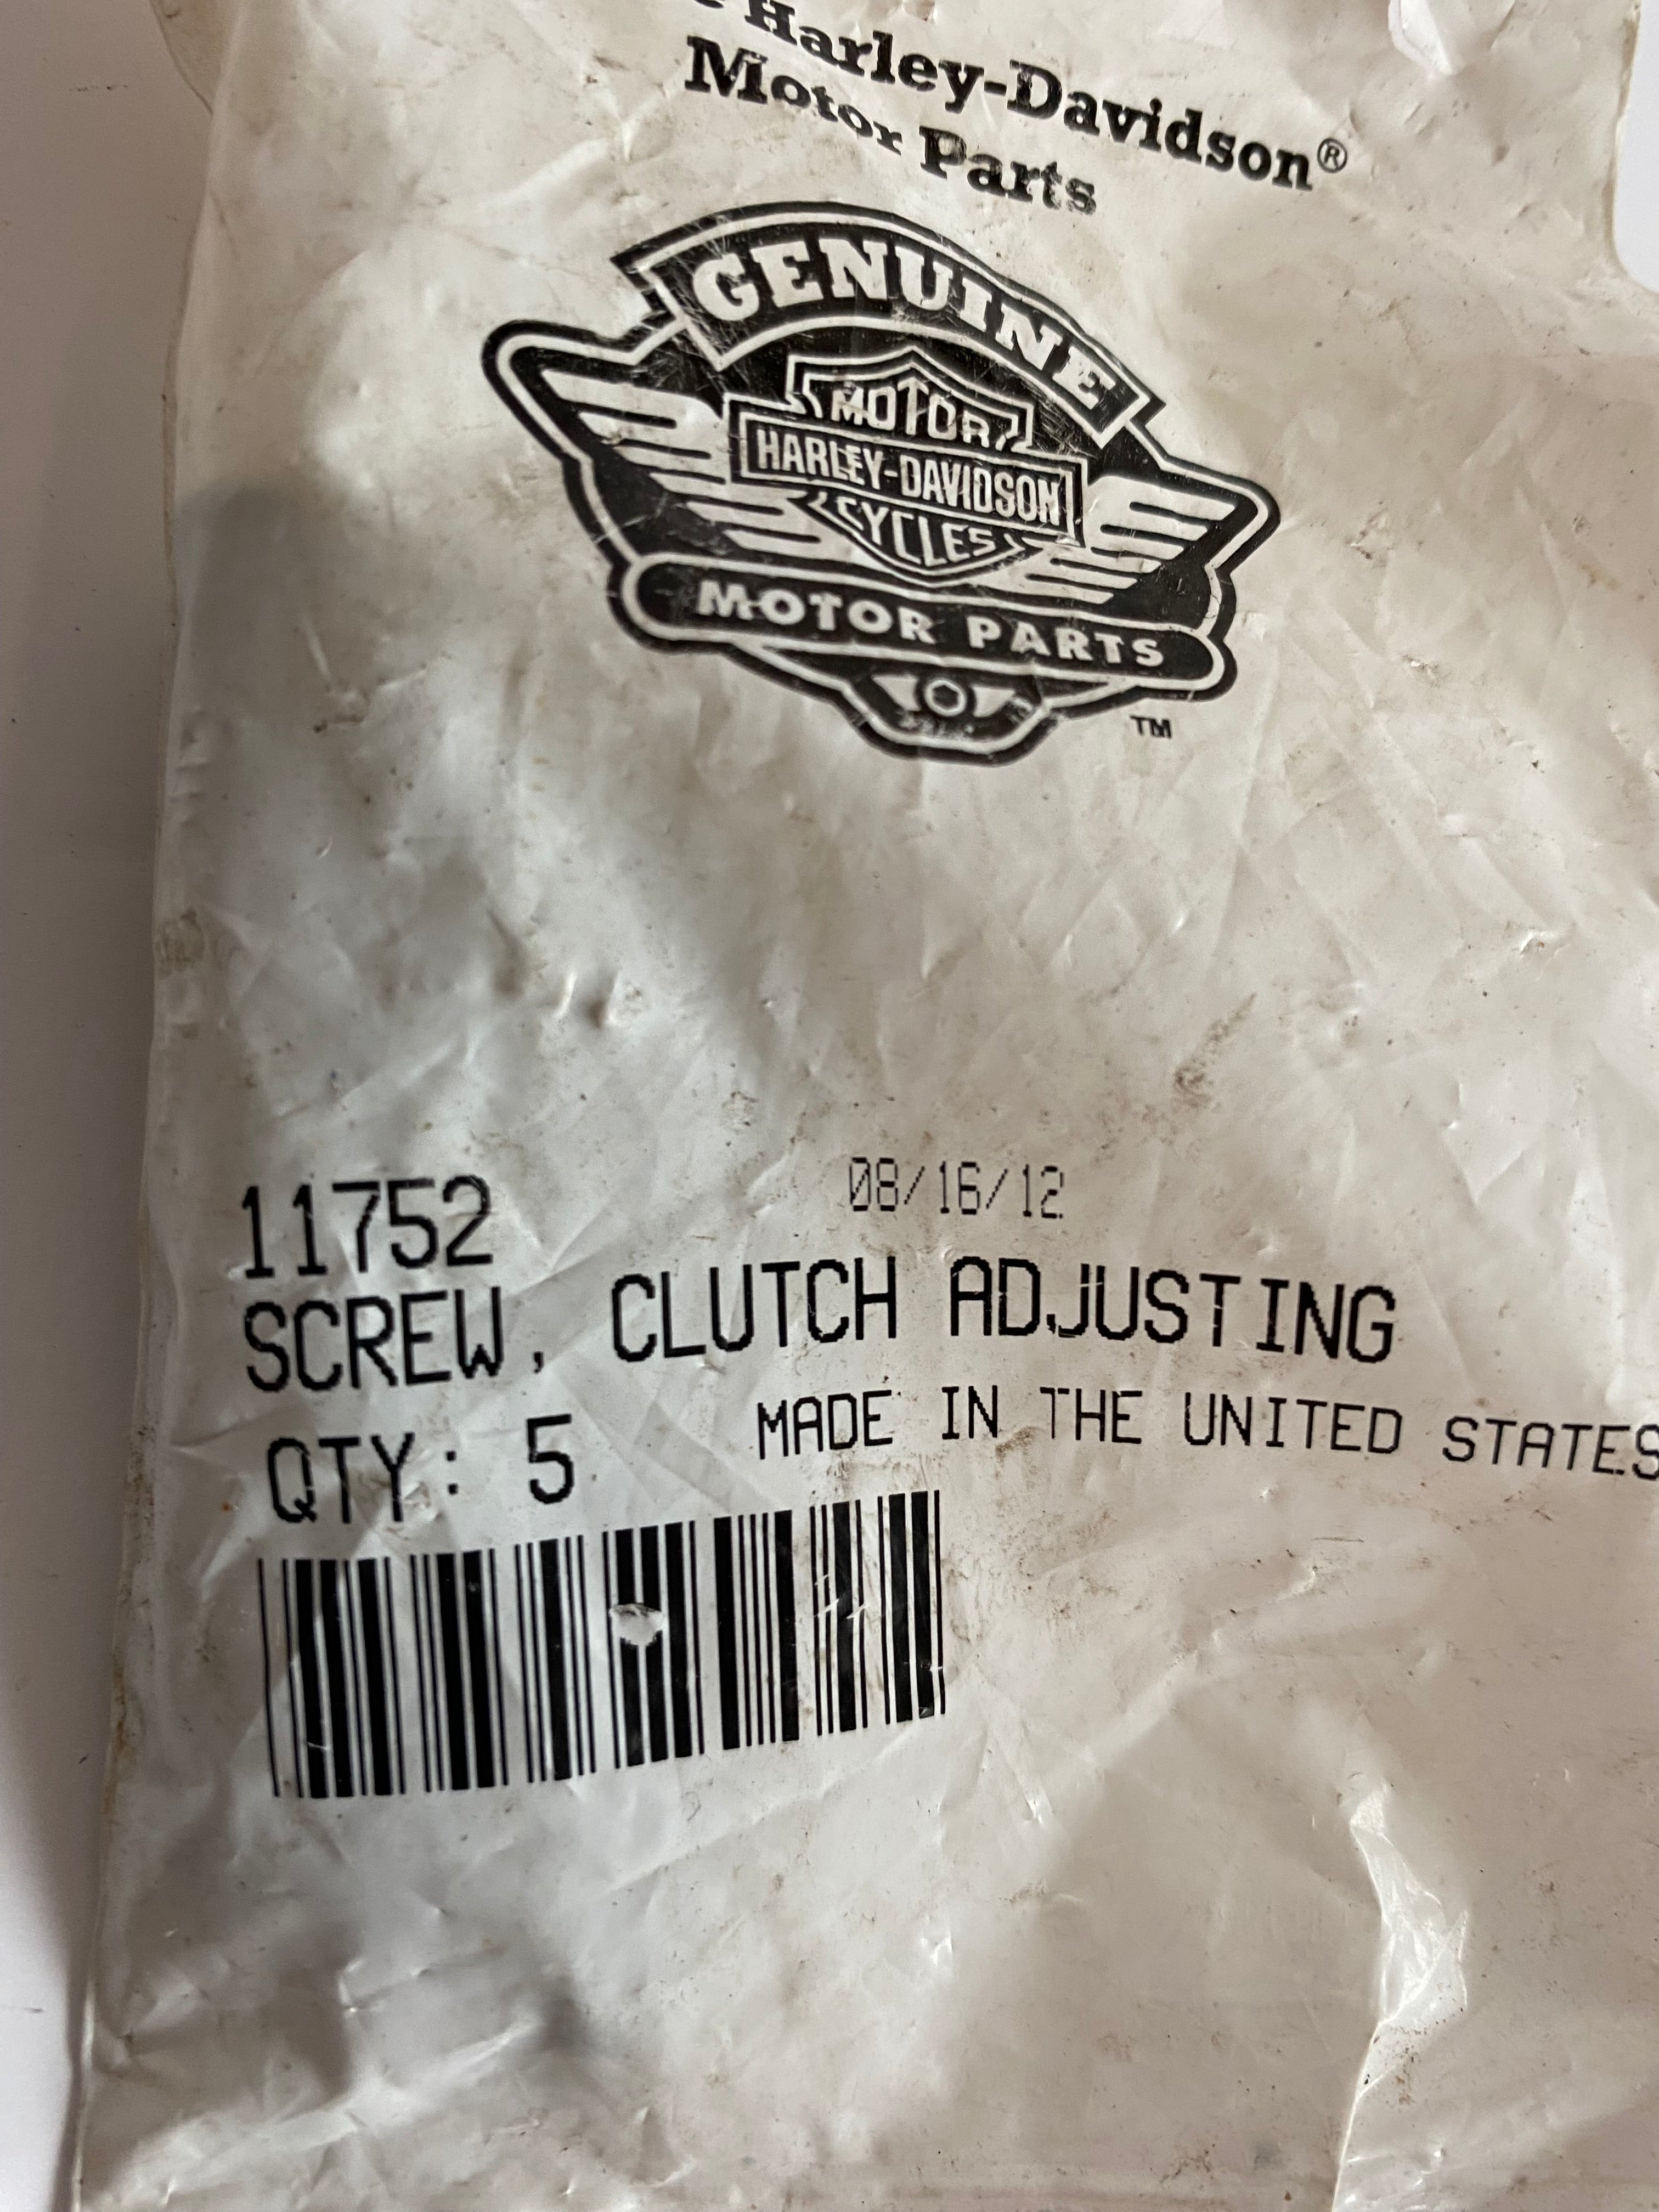 Harley-Davidson®
Motor Parts
GENUINE
MOTOR
HARLEY-DAVIDSON
CYCLES
MOTOR PARTS
TM
11752 08/16/12
SCREW, CLUTCH ADJUSTING
QTY: 5 MADE IN THE UNITED STATES